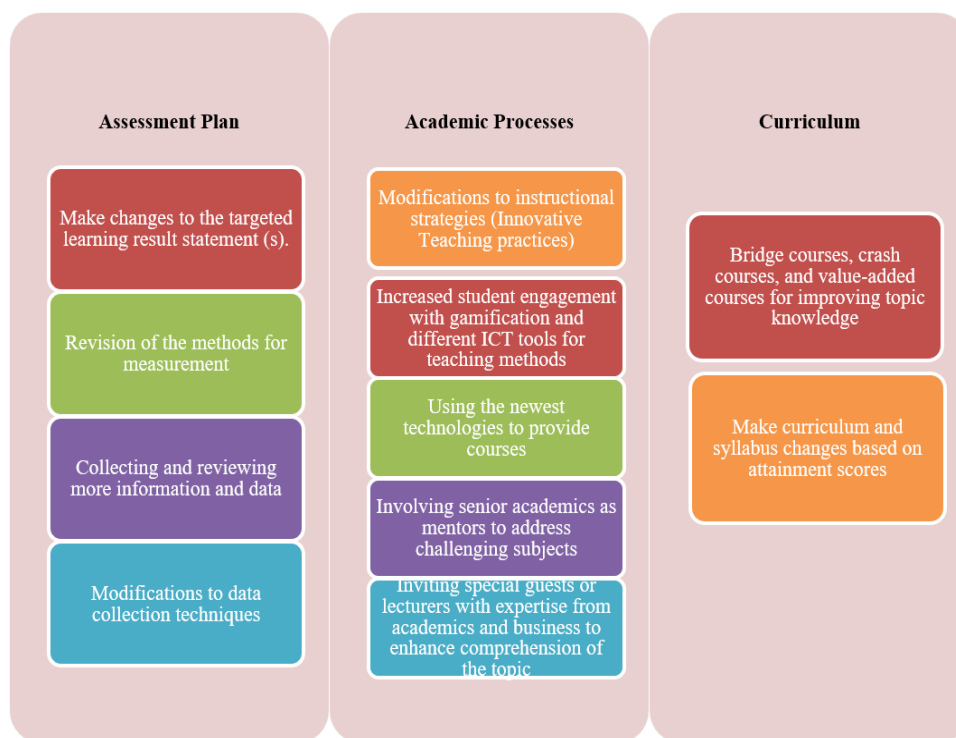 Assessment Plan
Make changes to the targeted
learning result statement (s).
Revision of the methods for
measurement
Collecting and reviewing
more information and data
Modifications to data
collection techniques
Academic Processes
Modifications to instructional
strategies (Innovative
Teaching practices)
Increased student engagement
with gamification and
different ICT tools for
teaching methods
Using the newest
technologies to provide
courses
Involving senior academics as
mentors to address
challenging subjects
Inviting special guests or
lecturers with expertise from
academics and business to
enhance comprehension of
the topic
Curriculum
Bridge courses, crash
courses, and value-added
courses for improving topic
knowledge
Make curriculum and
syllabus changes based on
attainment scores